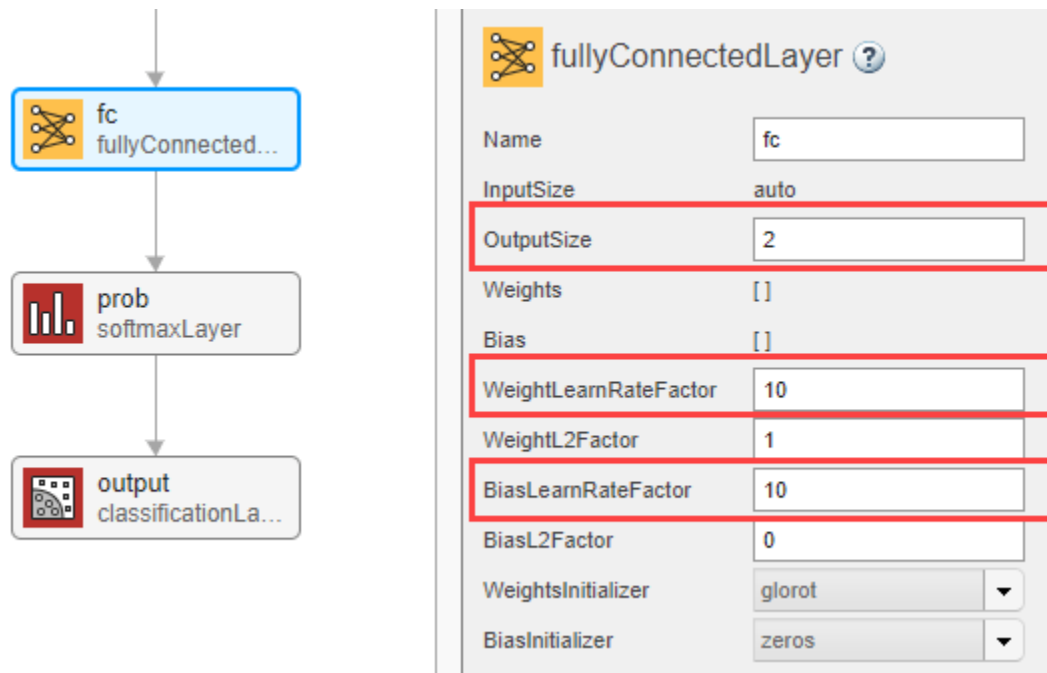 fc
fullyConnected...
prob
softmaxLayer
output
classificationLa...
fullyConnectedLayer ?
Name fc
InputSize auto
OutputSize 2
Weights []
Bias []
WeightLearnRateFactor 10
WeightL2Factor 1
BiasLearnRateFactor 10
BiasL2Factor 0
WeightsInitializer glorot
BiasInitializer zeros